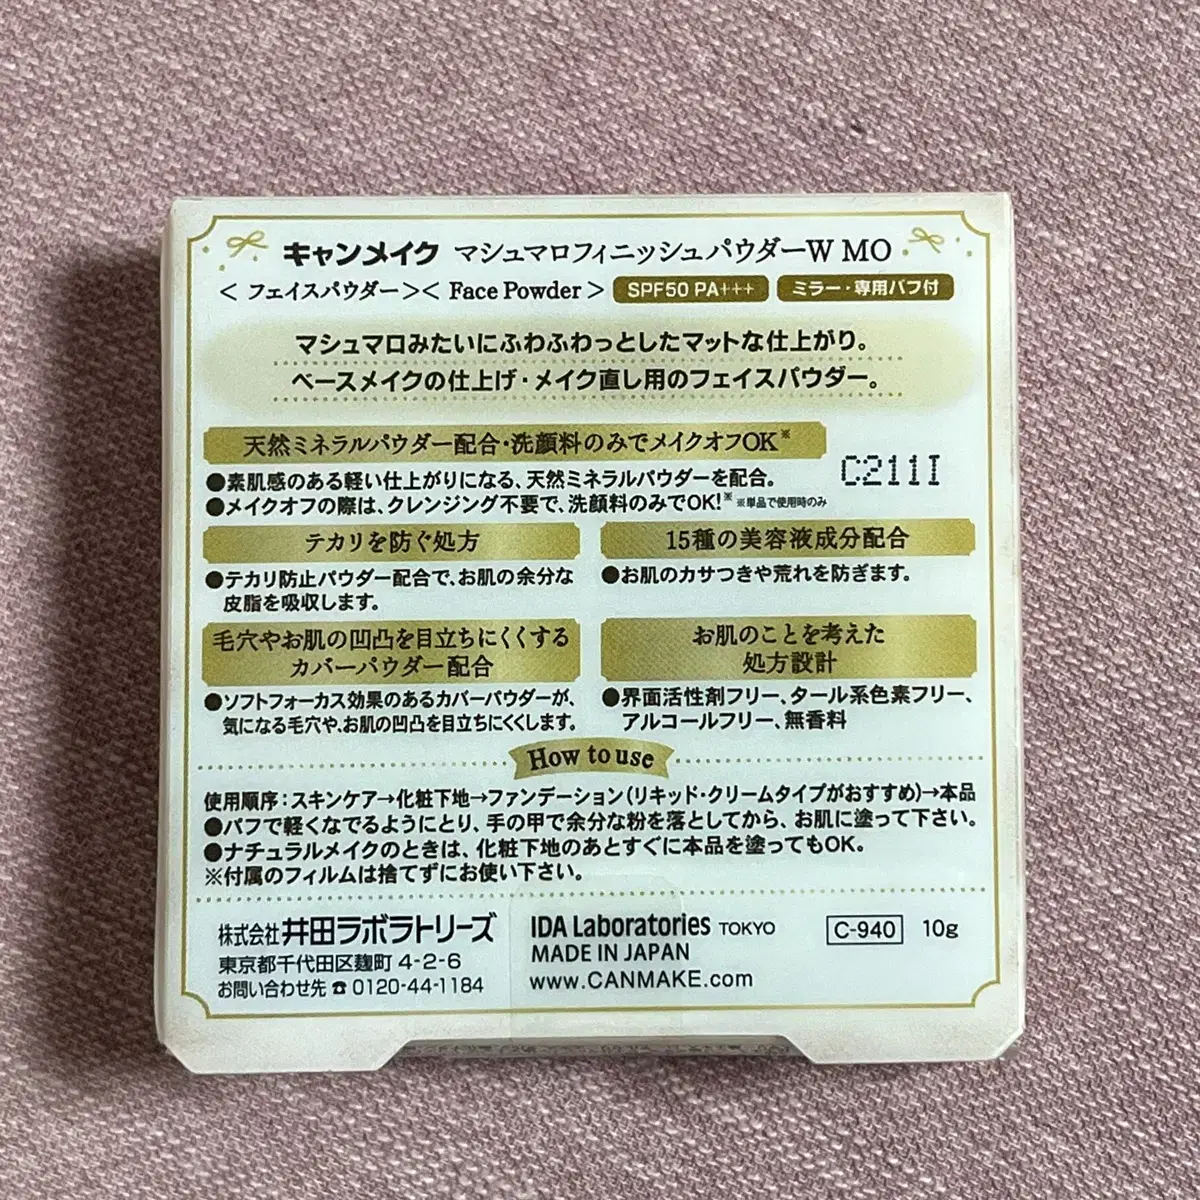 キャンメイク マシュマロフィニッシュパウダーW MO
＜ フェイスパウダー＞＜ Face Powder ＞ SPF50 PA+++ ミラー・専用パフ付
マシュマロみたいにふわふわっとしたマットな仕上がり。
ベースメイクの仕上げ・メイク直し用のフェイスパウダー。
天然ミネラルパウダー配合・洗顔料のみでメイクオフOK※
C211I
●素肌感のある軽い仕上がりになる、天然ミネラルパウダーを配合。
●メイクオフの際は、クレンジング不要で、洗顔料のみでOK!※ ※単品で使用時のみ
テカリを防ぐ処方
●テカリ防止パウダー配合で、お肌の余分な
皮脂を吸収します。
15種の美容液成分配合
●お肌のカサつきや荒れを防ぎます。
毛穴やお肌の凹凸を目立ちにくくする
カバーパウダー配合
●ソフトフォーカス効果のあるカバーパウダーが、
気になる毛穴や、お肌の凹凸を目立ちにくくします。
お肌のことを考えた
処方設計
●界面活性剤フリー、タール系色素フリー、
アルコールフリー、無香料
How to use
使用順序：スキンケア→化粧下地→ファンデーション（リキッド・クリームタイプがおすすめ）→本品
●パフで軽くなでるようにとり、手の甲で余分な粉を落としてから、お肌に塗って下さい。
●ナチュラルメイクのときは、化粧下地のあとすぐに本品を塗ってもOK。
※付属のフィルムは捨てずにお使い下さい。
株式会社 井田ラボラトリーズ
東京都千代田区麹町 4-2-6
お問い合わせ先 ☎ 0120-44-1184
IDA Laboratories TOKYO
MADE IN JAPAN
www.CANMAKE.com
C-940 10g